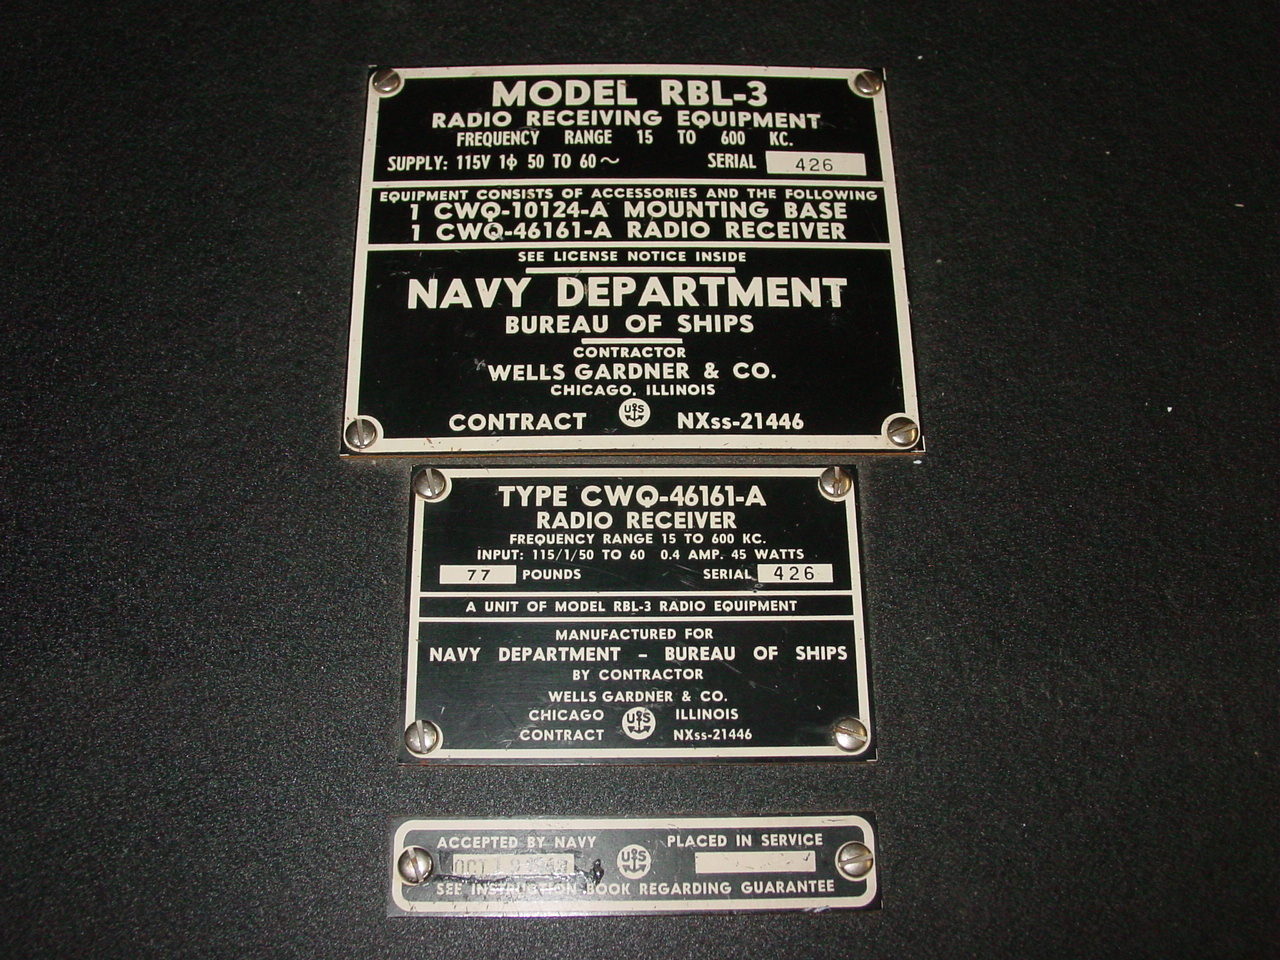 MODEL RBL-3
RADIO RECEIVING EQUIPMENT
FREQUENCY RANGE 15 TO 600 KC.
SUPPLY: 115V 1ϕ 50 TO 60~ SERIAL 426
EQUIPMENT CONSISTS OF ACCESSORIES AND THE FOLLOWING
1 CWQ-10124-A MOUNTING BASE
1 CWQ-46161-A RADIO RECEIVER
SEE LICENSE NOTICE INSIDE
NAVY DEPARTMENT
BUREAU OF SHIPS
CONTRACTOR
WELLS GARDNER & CO.
CHICAGO, ILLINOIS
CONTRACT US NXss-21446
TYPE CWQ-46161-A
RADIO RECEIVER
FREQUENCY RANGE 15 TO 600 KC.
INPUT: 115/1/50 TO 60 0.4 AMP. 45 WATTS
77 POUNDS SERIAL 426
A UNIT OF MODEL RBL-3 RADIO EQUIPMENT
MANUFACTURED FOR
NAVY DEPARTMENT - BUREAU OF SHIPS
BY CONTRACTOR
WELLS GARDNER & CO.
CHICAGO US ILLINOIS
CONTRACT NXss-21446
ACCEPTED BY NAVY US PLACED IN SERVICE
OCT
SEE INSTRUCTION BOOK REGARDING GUARANTEE